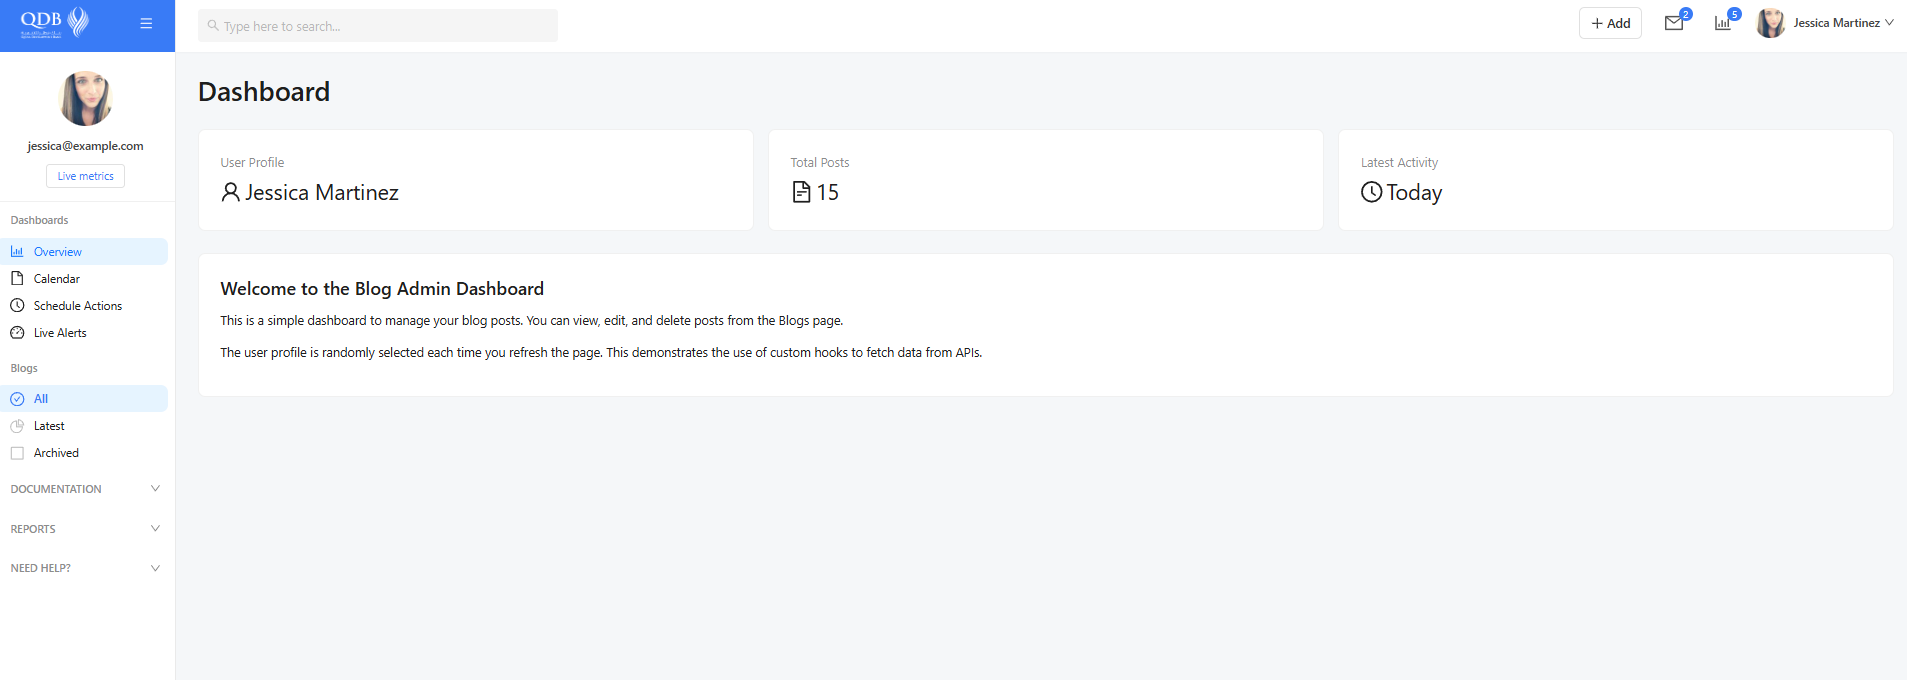 QDB
Type here to search...
Add
2
5
Jessica Martinez
jessica@example.com
Live metrics
Dashboards
Overview
Calendar
Schedule Actions
Live Alerts
Blogs
All
Latest
Archived
DOCUMENTATION
REPORTS
NEED HELP?
Dashboard
User Profile
Jessica Martinez
Total Posts
15
Latest Activity
Today
Welcome to the Blog Admin Dashboard
This is a simple dashboard to manage your blog posts. You can view, edit, and delete posts from the Blogs page.
The user profile is randomly selected each time you refresh the page. This demonstrates the use of custom hooks to fetch data from APIs.